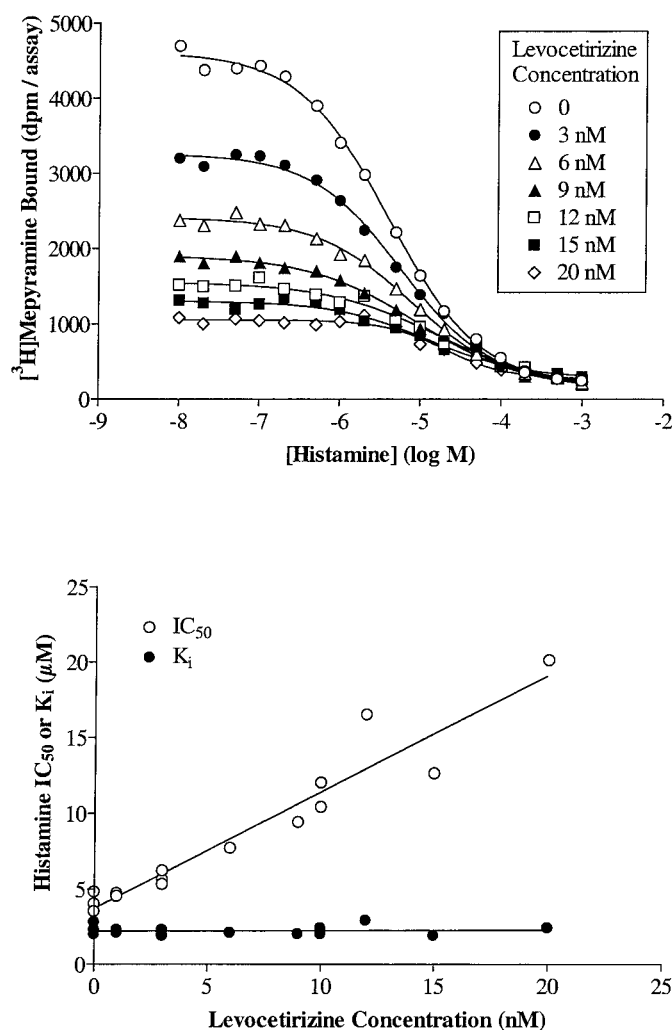 [³H]Mepyramine Bound (dpm / assay)
5000
4000
3000
2000
1000
0
-9
-8
-7
-6
-5
-4
-3
-2
[Histamine] (log M)
Levocetirizine
Concentration
0
3 nM
6 nM
9 nM
12 nM
15 nM
20 nM
Histamine IC₅₀ or Kᵢ (μM)
25
20
15
10
5
0
IC₅₀
Kᵢ
0
5
10
15
20
25
Levocetirizine Concentration (nM)